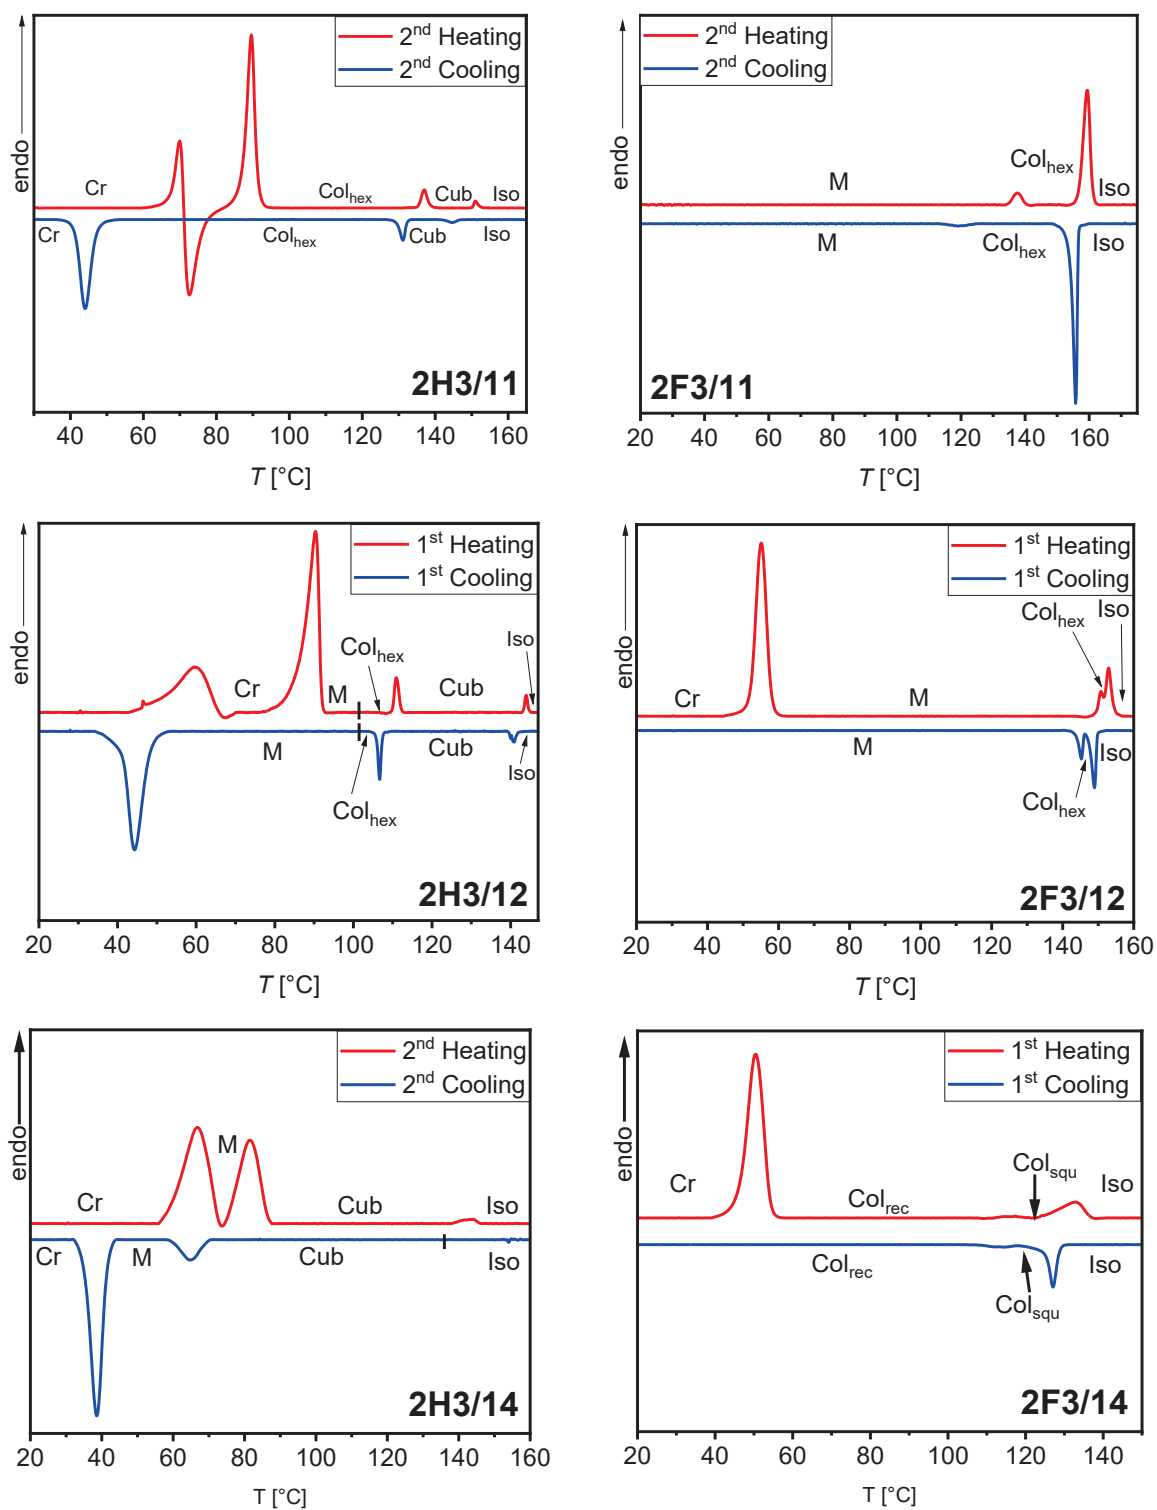 endo
2nd Heating
2nd Cooling
Cr
Colhex
Cub
Iso
Cr
Colhex
Cub
Iso
2H3/11
40 60 80 100 120 140 160
T [°C]
endo
2nd Heating
2nd Cooling
M
Colhex
Iso
M
Colhex
Iso
2F3/11
20 40 60 80 100 120 140 160
T [°C]
endo
1st Heating
1st Cooling
Cr
M
Colhex
Cub
Iso
M
Colhex
Cub
Iso
2H3/12
20 40 60 80 100 120 140
T [°C]
endo
1st Heating
1st Cooling
Colhex
Iso
Cr
M
M
Colhex
Iso
2F3/12
20 40 60 80 100 120 140 160
T [°C]
endo
2nd Heating
2nd Cooling
Cr
M
Cub
Iso
Cr
M
Cub
Iso
2H3/14
20 40 60 80 100 120 140 160
T [°C]
endo
1st Heating
1st Cooling
Cr
Colrec
Colsqu
Iso
Colrec
Colsqu
Iso
2F3/14
20 40 60 80 100 120 140
T [°C]